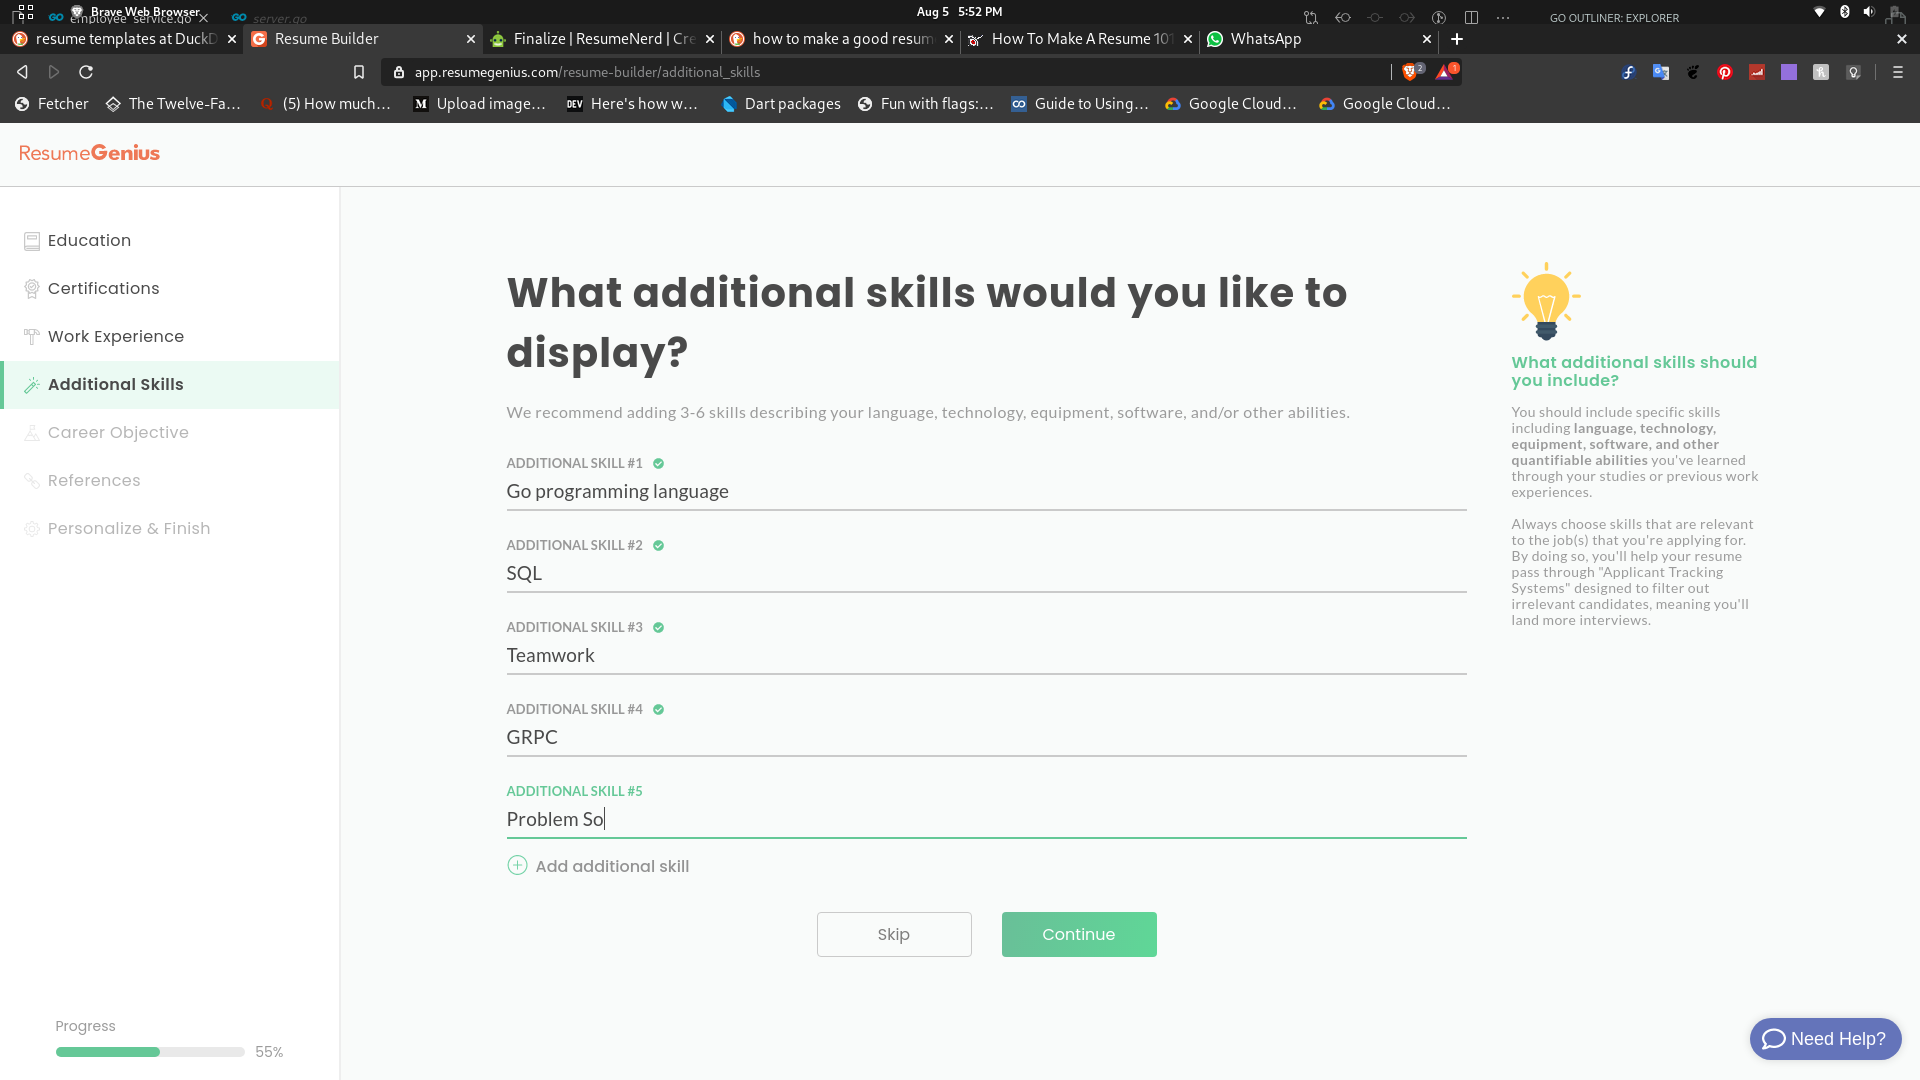 employee_service.go
server.go
Brave Web Browser
Aug 5 5:52 PM
GO OUTLINER: EXPLORER
resume templates at DuckD
Resume Builder
Finalize | ResumeNerd | Cre
how to make a good resum
How To Make A Resume 101
WhatsApp
app.resumegenius.com/resume-builder/additional_skills
2
1
Fetcher
The Twelve-Fa...
(5) How much...
Upload image...
DEV
Here's how w...
Dart packages
Fun with flags:...
Guide to Using...
Google Cloud...
Google Cloud...
ResumeGenius
Education
Certifications
Work Experience
Additional Skills
Career Objective
References
Personalize & Finish
Progress
55%
What additional skills would you like to
display?
We recommend adding 3-6 skills describing your language, technology, equipment, software, and/or other abilities.
ADDITIONAL SKILL #1
Go programming language
ADDITIONAL SKILL #2
SQL
ADDITIONAL SKILL #3
Teamwork
ADDITIONAL SKILL #4
GRPC
ADDITIONAL SKILL #5
Problem So
Add additional skill
Skip
Continue
What additional skills should
you include?
You should include specific skills
including language, technology,
equipment, software, and other
quantifiable abilities you've learned
through your studies or previous work
experiences.
Always choose skills that are relevant
to the job(s) that you're applying for.
By doing so, you'll help your resume
pass through "Applicant Tracking
Systems" designed to filter out
irrelevant candidates, meaning you'll
land more interviews.
Need Help?